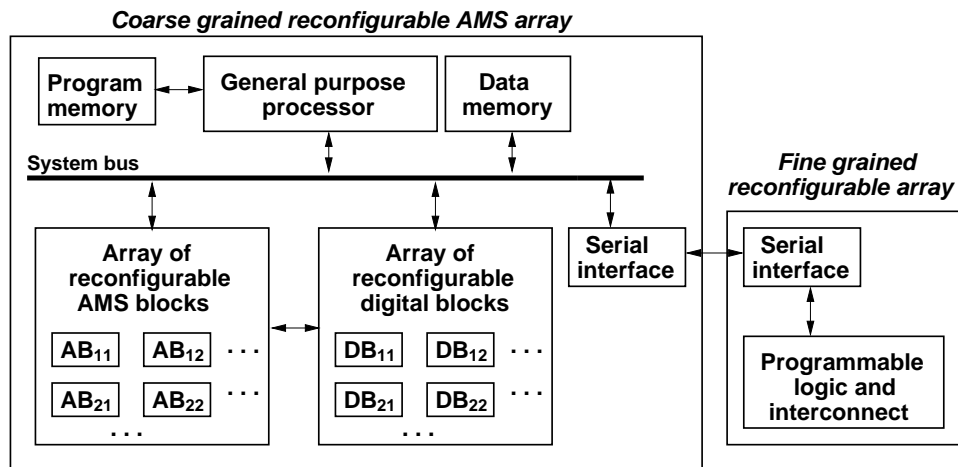 Coarse grained reconfigurable AMS array
Program
memory
General purpose
processor
Data
memory
System bus
Fine grained
reconfigurable array
Array of
reconfigurable
AMS blocks
AB11 AB12 . . .
AB21 AB22 . . .
. . .
Array of
reconfigurable
digital blocks
DB11 DB12 . . .
DB21 DB22 . . .
. . .
Serial
interface
Serial
interface
Programmable
logic and
interconnect